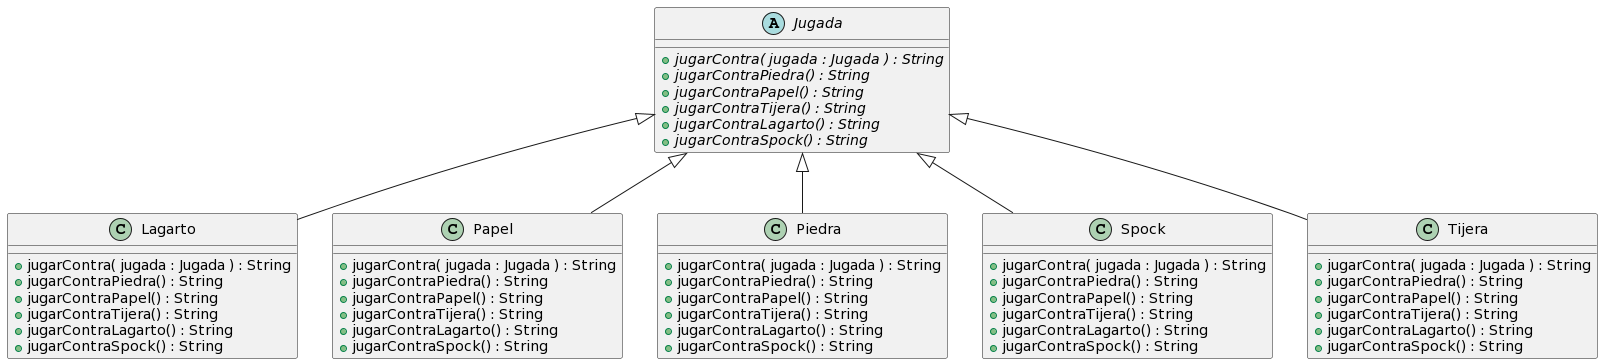 A Jugada
jugarContra( jugada : Jugada ) : String
jugarContraPiedra() : String
jugarContraPapel() : String
jugarContraTijera() : String
jugarContraLagarto() : String
jugarContraSpock() : String
C Lagarto
jugarContra( jugada : Jugada ) : String
jugarContraPiedra() : String
jugarContraPapel() : String
jugarContraTijera() : String
jugarContraLagarto() : String
jugarContraSpock() : String
C Papel
jugarContra( jugada : Jugada ) : String
jugarContraPiedra() : String
jugarContraPapel() : String
jugarContraTijera() : String
jugarContraLagarto() : String
jugarContraSpock() : String
C Piedra
jugarContra( jugada : Jugada ) : String
jugarContraPiedra() : String
jugarContraPapel() : String
jugarContraTijera() : String
jugarContraLagarto() : String
jugarContraSpock() : String
C Spock
jugarContra( jugada : Jugada ) : String
jugarContraPiedra() : String
jugarContraPapel() : String
jugarContraTijera() : String
jugarContraLagarto() : String
jugarContraSpock() : String
C Tijera
jugarContra( jugada : Jugada ) : String
jugarContraPiedra() : String
jugarContraPapel() : String
jugarContraTijera() : String
jugarContraLagarto() : String
jugarContraSpock() : String